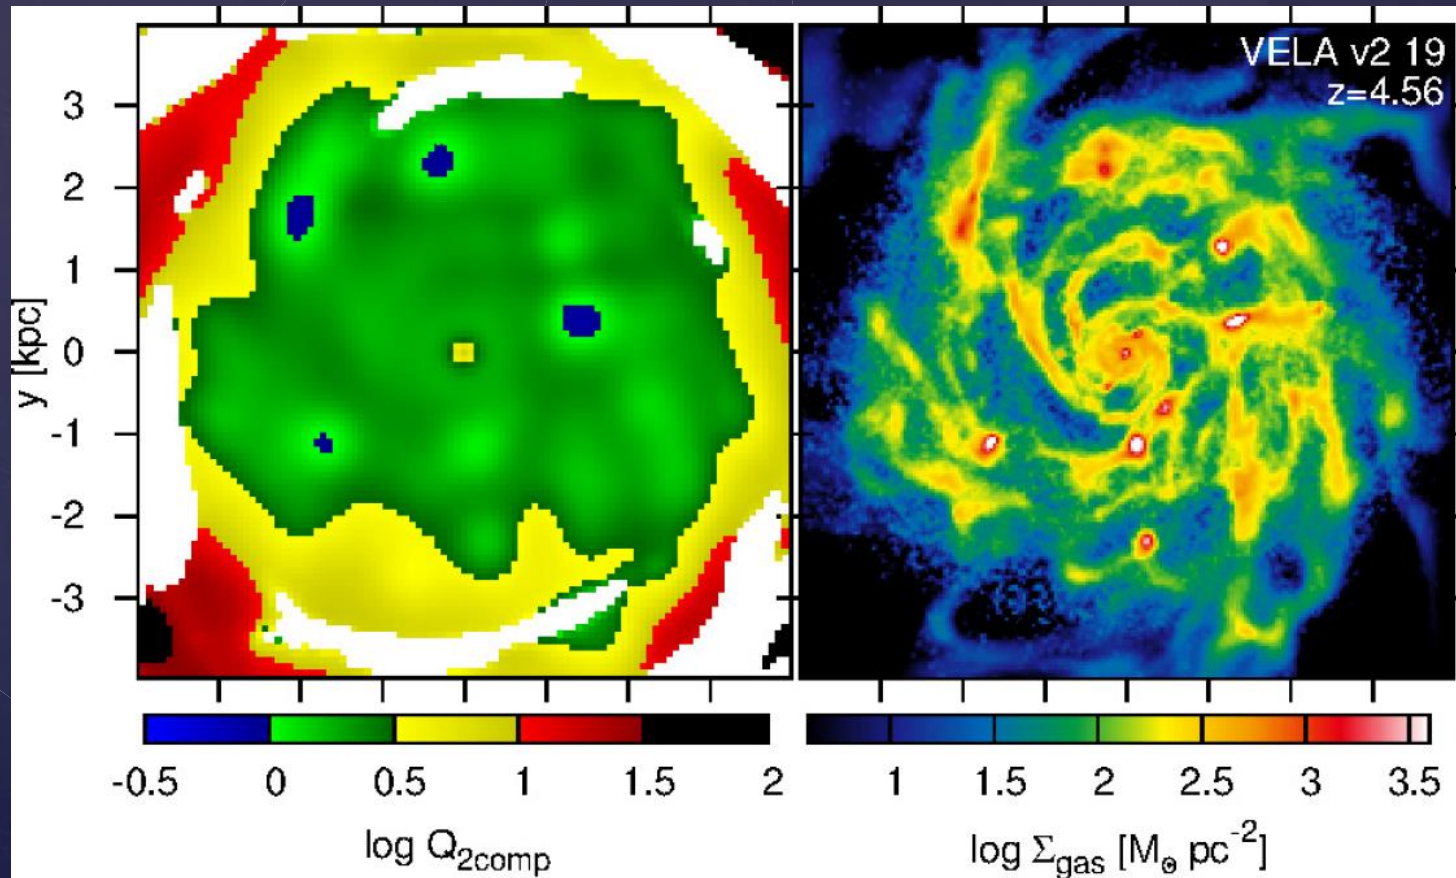 VELA v2 19
z=4.56
3
2
1
0
-1
-2
-3
y [kpc]
-0.5 0 0.5 1 1.5 2
log Q2comp
1 1.5 2 2.5 3 3.5
log Σgas [M⊙ pc-2]